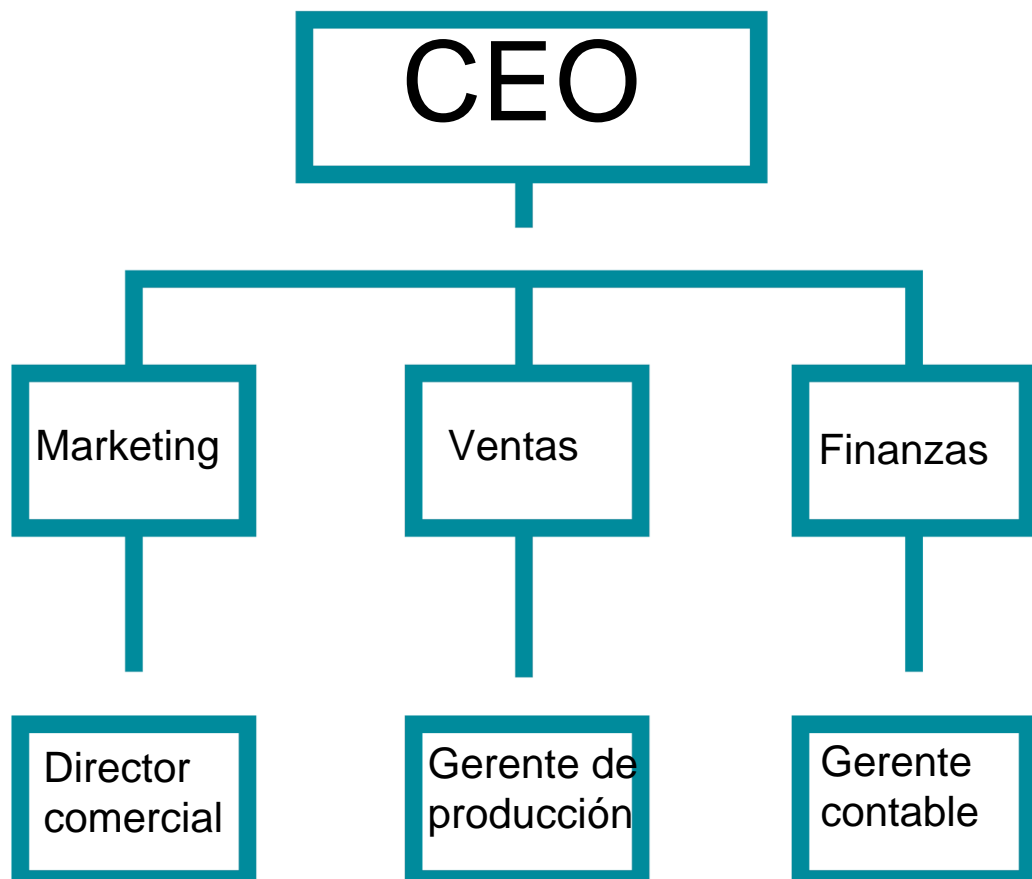 CEO
Marketing
Ventas
Finanzas
Director
comercial
Gerente de
producción
Gerente
contable